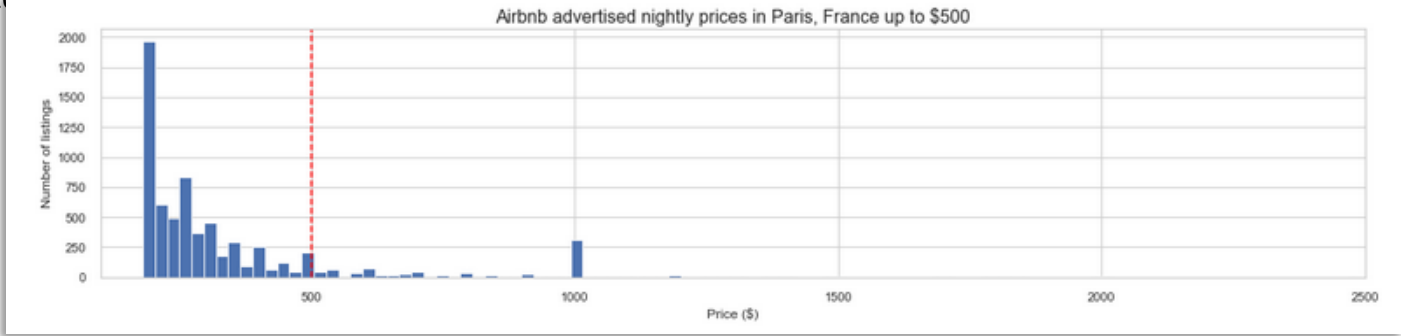 Airbnb advertised nightly prices in Paris, France up to $500
2000
1750
1500
1250
1000
750
500
250
0
Number of listings
500 1000 1500 2000 2500
Price ($)